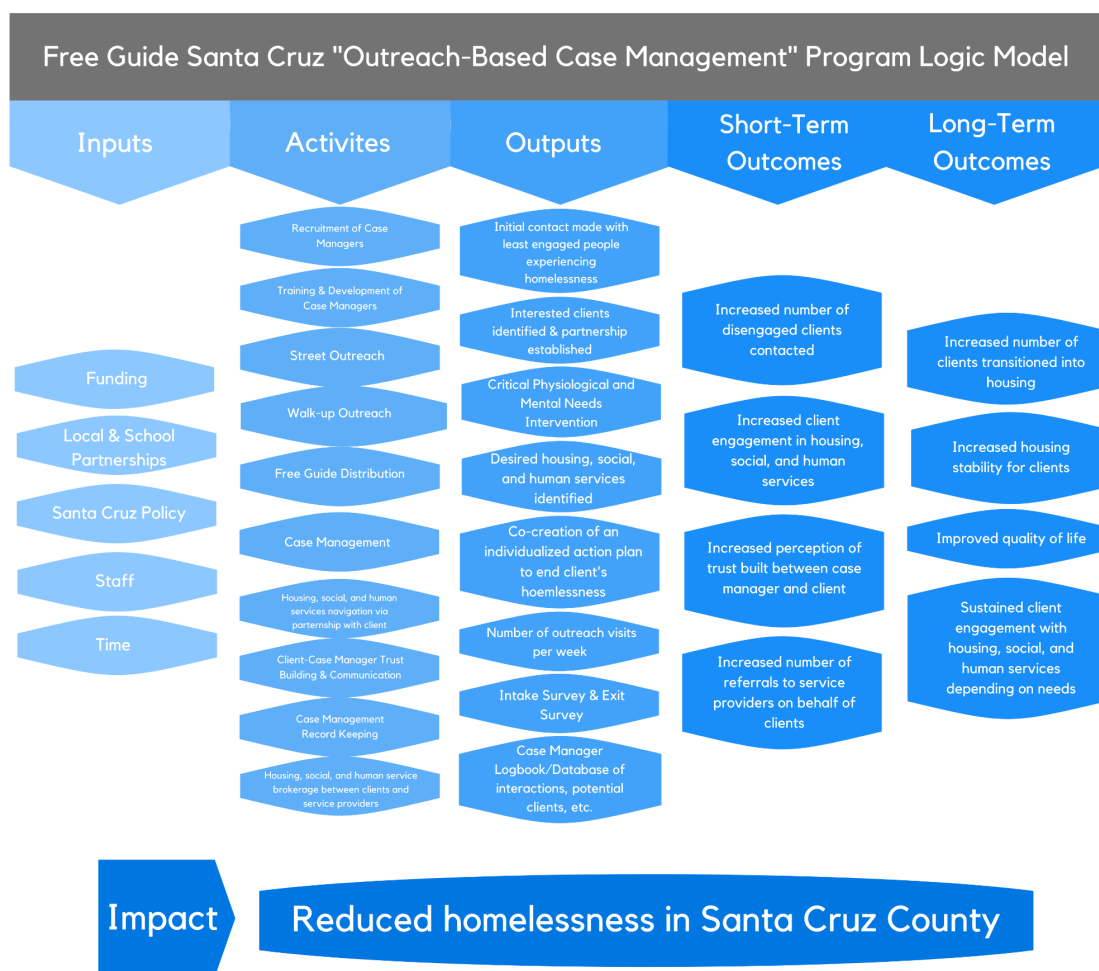 Free Guide Santa Cruz "Outreach-Based Case Management" Program Logic Model
Inputs
Funding
Local & School
Partnerships
Santa Cruz Policy
Staff
Time
Activites
Recruitment of Case
Managers
Training & Development of
Case Managers
Street Outreach
Walk-up Outreach
Free Guide Distribution
Case Management
Housing, social, and human
services navigation via
parternship with client
Client-Case Manager Trust
Building & Communication
Case Management
Record Keeping
Housing, social, and human service
brokerage between clients and
service providers
Outputs
Initial contact made with
least engaged people
experiencing
homelessness
Interested clients
identified & partnership
established
Critical Physiological and
Mental Needs
Intervention
Desired housing, social,
and human services
identified
Co-creation of an
individualized action plan
to end client's
hoemlessness
Number of outreach visits
per week
Intake Survey & Exit
Survey
Case Manager
Logbook/Database of
interactions, potential
clients, etc.
Short-Term
Outcomes
Increased number of
disengaged clients
contacted
Increased client
engagement in housing,
social, and human
services
Increased perception of
trust built between case
manager and client
Increased number of
referrals to service
providers on behalf of
clients
Long-Term
Outcomes
Increased number of
clients transitioned into
housing
Increased housing
stability for clients
Improved quality of life
Sustained client
engagement with
housing, social, and
human services
depending on needs
Impact
Reduced homelessness in Santa Cruz County